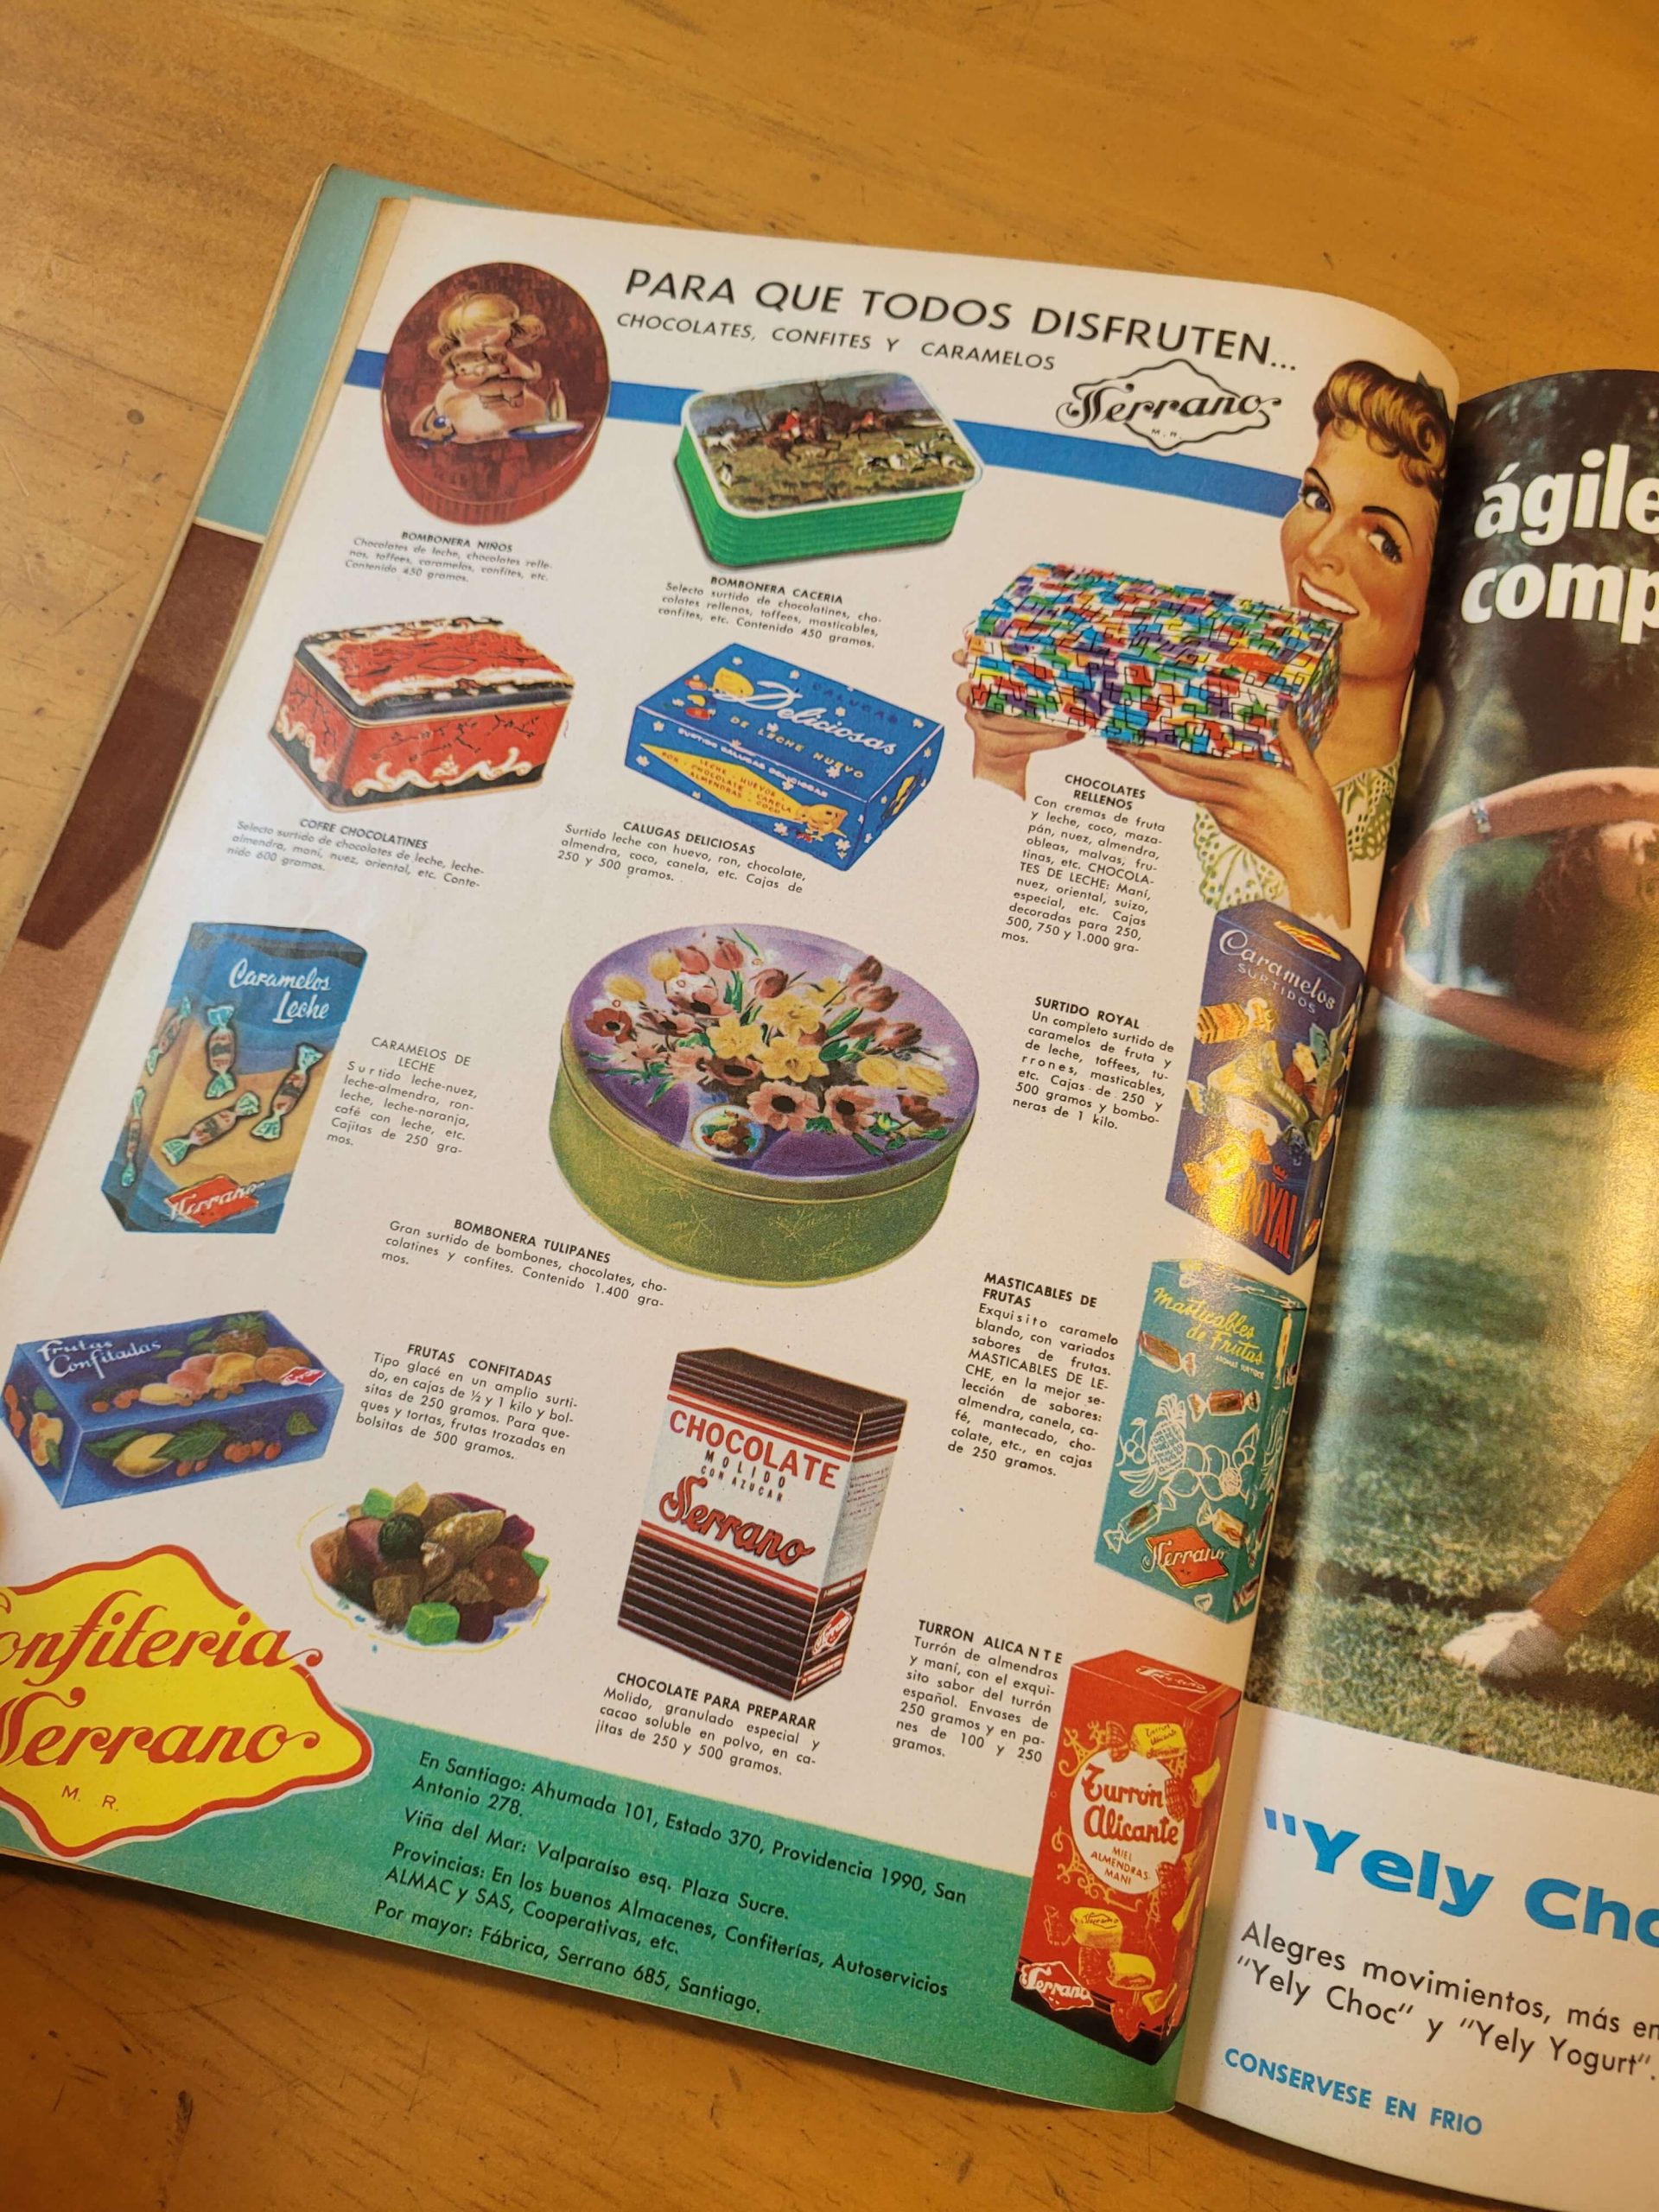 PARA QUE TODOS DISFRUTEN...
CHOCOLATES, CONFITES Y CARAMELOS
Serrano
M. R.
BOMBONERA NIÑOS
Chocolates de leche, chocolates relle-
nos, toffees, caramelos, confites, etc.
Contenido 450 gramos.
BOMBONERA CACERIA
Selecto surtido de chocolatines, cho-
colates rellenos, toffees, masticables,
confites, etc. Contenido 450 gramos.
COFRE CHOCOLATINES
Selecto surtido de chocolates de leche, leche-
almendra, maní, nuez, oriental, etc. Conte-
nido 600 gramos.
CALUGAS
Deliciosas
DE LECHE NUEVO
SURTIDO CALUGAS DELICIOSAS
LECHE - HUEVOS
RON - CHOCOLATE - CANELA
ALMENDRAS - COCO
CALUGAS DELICIOSAS
Surtido leche con huevo, ron, chocolate,
almendra, coco, canela, etc. Cajas de
250 y 500 gramos.
CHOCOLATES
RELLENOS
Con cremas de fruta
y leche, coco, maza-
pán, nuez, almendra,
obleas, malvas, fru-
tinas, etc. CHOCOLA-
TES DE LECHE: Maní,
nuez, oriental, suizo,
especial, etc. Cajas
decoradas para 250,
500, 750 y 1.000 gra-
mos.
Caramelos
Leche
Serrano
CARAMELOS DE
LECHE
Surtido leche-nuez,
leche-almendra, ron-
leche, leche-naranja,
café con leche, etc.
Cajitas de 250 gra-
mos.
BOMBONERA TULIPANES
Gran surtido de bombones, chocolates, cho-
colatines y confites. Contenido 1.400 gra-
mos.
SURTIDO ROYAL
Un completo surtido de
caramelos de fruta y
de leche, toffees, tu-
rrones, masticables,
etc. Cajas de 250 y
500 gramos y bombo-
neras de 1 kilo.
Caramelos
SURTIDOS
ROYAL
Frutas
Confitadas
FRUTAS CONFITADAS
Tipo glacé en un amplio surti-
do, en cajas de ½ y 1 kilo y bol-
sitas de 250 gramos. Para que-
ques y tortas, frutas trozadas en
bolsitas de 500 gramos.
CHOCOLATE
MOLIDO
CON AZUCAR
Serrano
Serrano
CHOCOLATE PARA PREPARAR
Molido, granulado especial y
cacao soluble en polvo, en ca-
jitas de 250 y 500 gramos.
MASTICABLES DE
FRUTAS
Exquisito caramelo
blando, con variados
sabores de frutas.
MASTICABLES DE LE-
CHE, en la mejor se-
lección de sabores:
almendra, canela, ca-
fé, mantecado, cho-
colate, etc., en cajas
de 250 gramos.
Masticables
de Frutas
Serrano
TURRON ALICANTE
Turrón de almendras
y maní, con el exqui-
sito sabor del turrón
español. Envases de
250 gramos y en pa-
nes de 100 y 250
gramos.
Turrón
Alicante
MIEL
ALMENDRAS
MANI
Serrano
onfiteria
Serrano
M. R.
En Santiago: Ahumada 101, Estado 370, Providencia 1990, San
Antonio 278.
Viña del Mar: Valparaíso esq. Plaza Sucre.
Provincias: En los buenos Almacenes, Confiterías, Autoservicios
ALMAC y SAS, Cooperativas, etc.
Por mayor: Fábrica, Serrano 685, Santiago.
ágile
comp
"Yely Cho
Alegres movimientos, más en
"Yely Choc" y "Yely Yogurt".
CONSERVESE EN FRIO